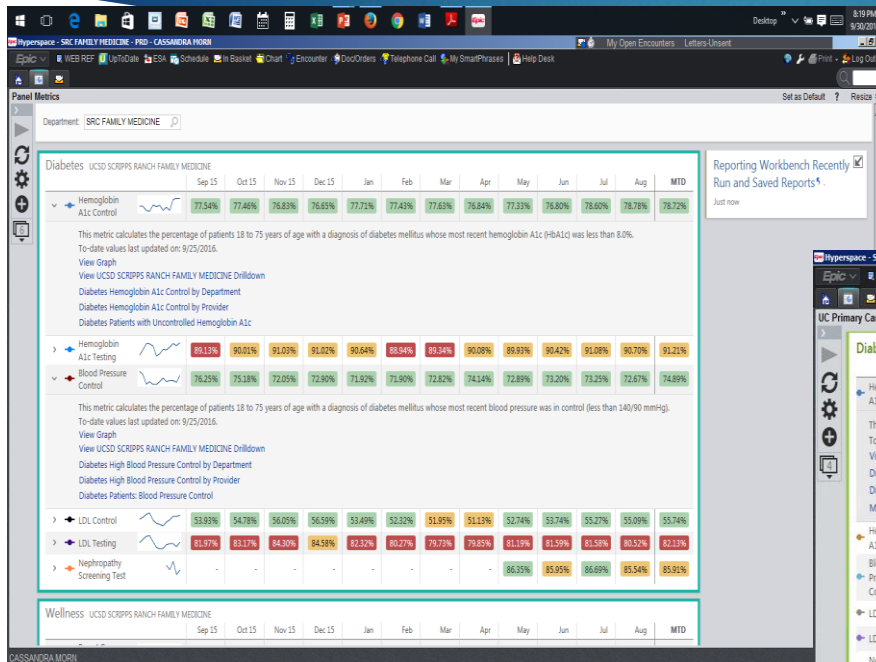 Desktop
8:19 PM
9/30/201
Hyperspace - SRC FAMILY MEDICINE - PRD - CASSANDRA MORN
My Open Encounters Letters-Unsent
Epic WEB REF UpToDate ESA Schedule In Basket Chart Encounter DocOrders Telephone Call My SmartPhrases Help Desk Print Log Out
Panel Metrics Set as Default ? Resize
Department: SRC FAMILY MEDICINE
Diabetes UCSD SCRIPPS RANCH FAMILY MEDICINE
Sep 15 Oct 15 Nov 15 Dec 15 Jan Feb Mar Apr May Jun Jul Aug MTD
Hemoglobin A1c Control 77.54% 77.46% 76.83% 76.65% 77.71% 77.43% 77.63% 76.84% 77.33% 76.80% 78.60% 78.78% 78.72%
This metric calculates the percentage of patients 18 to 75 years of age with a diagnosis of diabetes mellitus whose most recent hemoglobin A1c (HbA1c) was less than 8.0%.
To-date values last updated on: 9/25/2016.
View Graph
View UCSD SCRIPPS RANCH FAMILY MEDICINE Drilldown
Diabetes Hemoglobin A1c Control by Department
Diabetes Hemoglobin A1c Control by Provider
Diabetes Patients with Uncontrolled Hemoglobin A1c
Hemoglobin A1c Testing 89.13% 90.01% 91.03% 91.02% 90.64% 88.94% 89.34% 90.08% 89.93% 90.42% 91.08% 90.70% 91.21%
Blood Pressure Control 76.25% 75.18% 72.05% 72.90% 71.92% 71.90% 72.82% 74.14% 72.89% 73.20% 73.25% 72.67% 74.89%
This metric calculates the percentage of patients 18 to 75 years of age with a diagnosis of diabetes mellitus whose most recent blood pressure was in control (less than 140/90 mmHg).
To-date values last updated on: 9/25/2016.
View Graph
View UCSD SCRIPPS RANCH FAMILY MEDICINE Drilldown
Diabetes High Blood Pressure Control by Department
Diabetes High Blood Pressure Control by Provider
Diabetes Patients: Blood Pressure Control
LDL Control 53.93% 54.78% 56.05% 56.59% 53.49% 52.32% 51.95% 51.13% 52.74% 53.74% 55.27% 55.09% 55.74%
LDL Testing 81.97% 83.17% 84.30% 84.58% 82.32% 80.27% 79.73% 79.85% 81.19% 81.59% 81.58% 80.52% 82.13%
Nephropathy Screening Test - - - - - - - - 86.35% 85.95% 86.69% 85.54% 85.91%
Wellness UCSD SCRIPPS RANCH FAMILY MEDICINE
Sep 15 Oct 15 Nov 15 Dec 15 Jan Feb Mar Apr May Jun Jul Aug MTD
CASSANDRA MORN
Reporting Workbench Recently
Run and Saved Reports
Just now
6
Hyperspace - S
Epic
UC Primary Ca
Diab
4